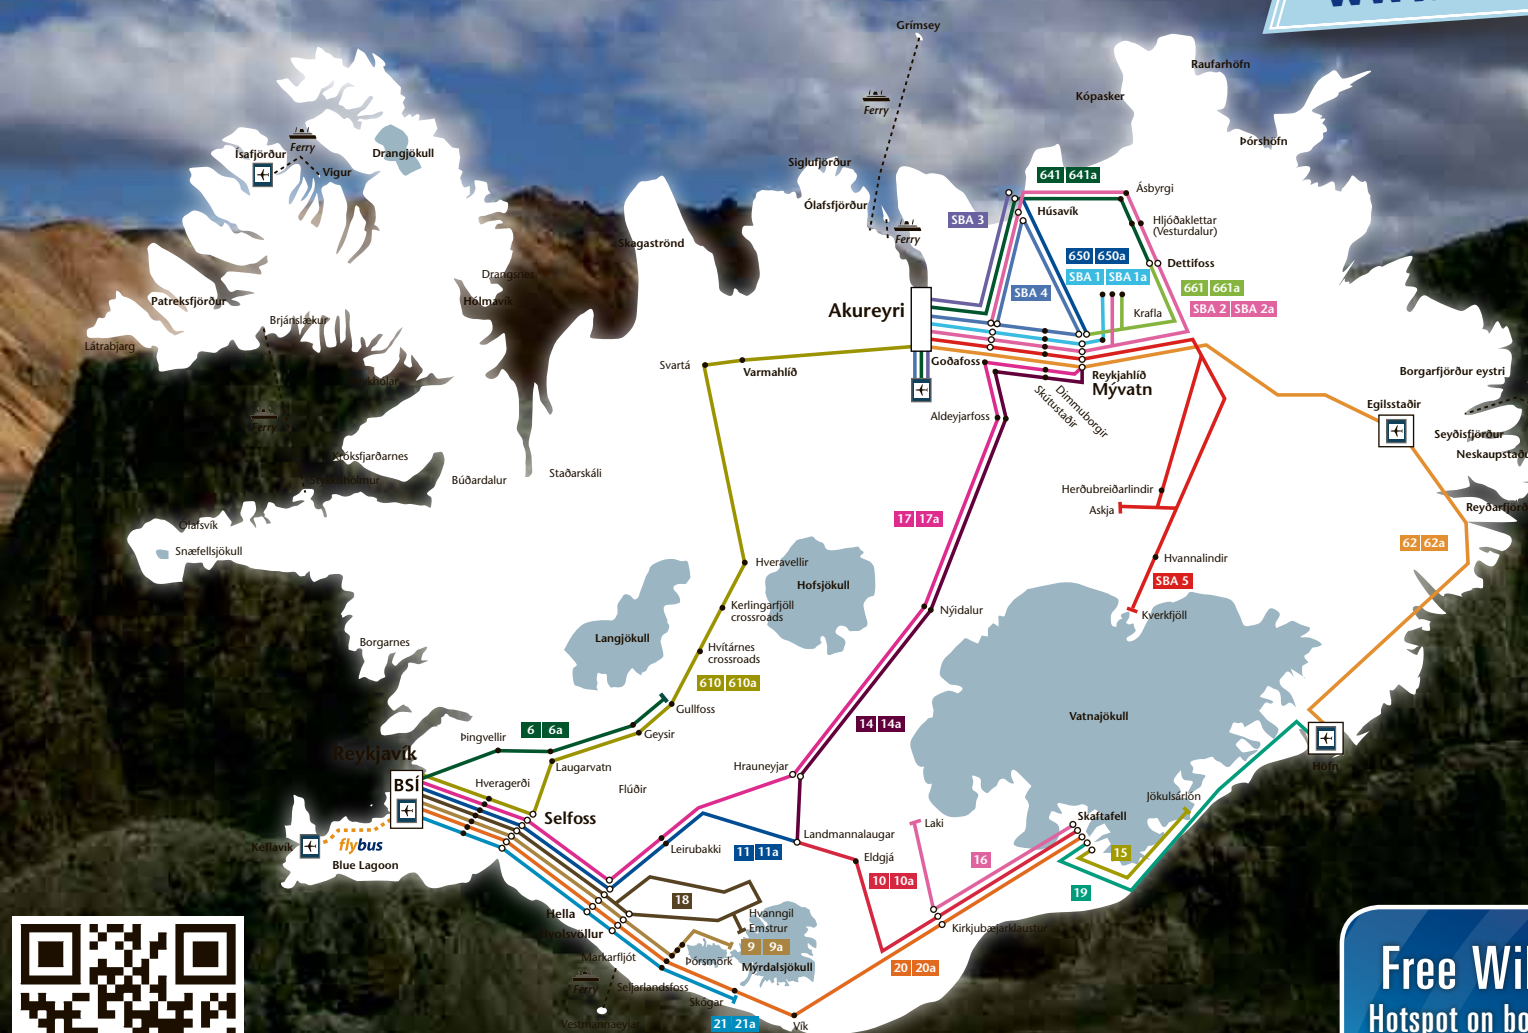 Grímsey
Ferry
Raufarhöfn
Kópasker
Þórshöfn
Ferry
Ísafjörður
Vigur
Drangjökull
Siglufjörður
Ólafsfjörður
Ferry
641 641a
Ásbyrgi
SBA 3
Húsavík
Hljóðaklettar
(Vesturdalur)
Skagaströnd
650 650a
Dettifoss
SBA 1 SBA 1a
Drangsnes
SBA 4
661 661a
Hólmavík
Patreksfjörður
Akureyri
Krafla
SBA 2 SBA 2a
Brjánslækur
Látrabjarg
Svartá
Varmahlíð
Goðafoss
Reykjahlíð
Mývatn
Borgarfjörður eystri
Dimmuborgir
Skútustaðir
Egilsstaðir
Ferry
Aldeyjarfoss
Seyðisfjörður
Króksfjarðarnes
Stykkishólmur
Búðardalur
Staðarskáli
Herðubreiðarlindir
Askja
Ólafsvík
17 17a
62 62a
Snæfellsjökull
Hveravellir
Hvannalindir
SBA 5
Hofsjökull
Kerlingarfjöll
crossroads
Nýidalur
Kverkfjöll
Borgarnes
Langjökull
Hvítárnes
crossroads
610 610a
Gullfoss
Vatnajökull
6 6a
14 14a
Þingvellir
Geysir
Reykjavík
BSÍ
Laugarvatn
Hrauneyjar
Höfn
Hveragerði
Flúðir
Jökulsárlón
Selfoss
Skaftafell
Laki
Landmannalaugar
Keflavík
flybus
Leirubakki
11 11a
Eldgjá
16
15
Blue Lagoon
10 10a
19
18
Hella
Hvanngil
Emstrur
Kirkjubæjarklaustur
9 9a
Markarfljót
Þórsmörk
Mýrdalsjökull
20 20a
Ferry
Seljarlandsfoss
Skógar
21 21a
Vík
Free
Hotspot on